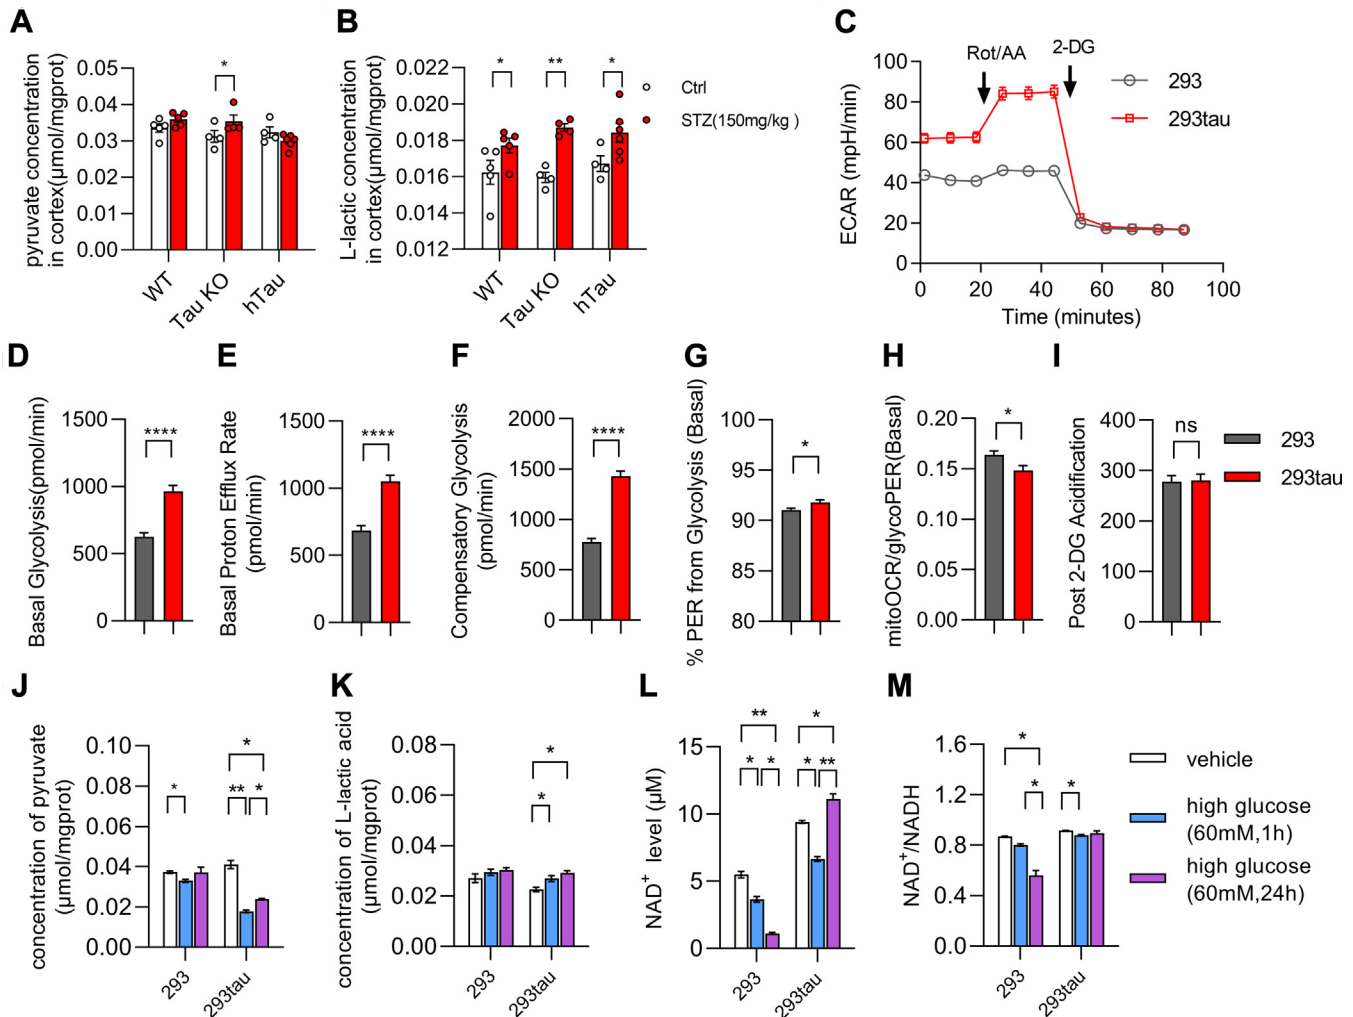 A
pyruvate concentration
in cortex(μmol/mgprot)
0.05
0.04
0.03
0.02
0.01
0.00
*
WT
Tau KO
hTau
B
L-lactic concentration
in cortex(μmol/mgprot)
0.022
0.020
0.018
0.016
0.014
0.012
*
**
*
WT
Tau KO
hTau
Ctrl
STZ(150mg/kg )
C
ECAR (mpH/min)
100
80
60
40
20
0
Rot/AA
2-DG
293
293tau
0 20 40 60 80 100
Time (minutes)
D
Basal Glycolysis(pmol/min)
1500
1000
500
0
****
E
Basal Proton Efflux Rate
(pmol/min)
1500
1000
500
0
****
F
Compensatory Glycolysis
(pmol/min)
2000
1500
1000
500
0
****
G
% PER from Glycolysis (Basal)
100
95
90
85
80
*
H
mitoOCR/glycoPER(Basal)
0.20
0.15
0.10
0.05
0.00
*
I
Post 2-DG Acidification
400
300
200
100
0
ns
293
293tau
J
concentration of pyruvate
(μmol/mgprot)
0.10
0.08
0.06
0.04
0.02
0.00
*
*
** *
293
293tau
K
concentration of L-lactic acid
(μmol/mgprot)
0.08
0.06
0.04
0.02
0.00
*
*
293
293tau
L
NAD+ level (μM)
15
10
5
0
** *
* * * **
293
293tau
M
NAD+/NADH
1.6
1.2
0.8
0.4
0.0
*
* *
293
293tau
vehicle
high glucose
(60mM,1h)
high glucose
(60mM,24h)